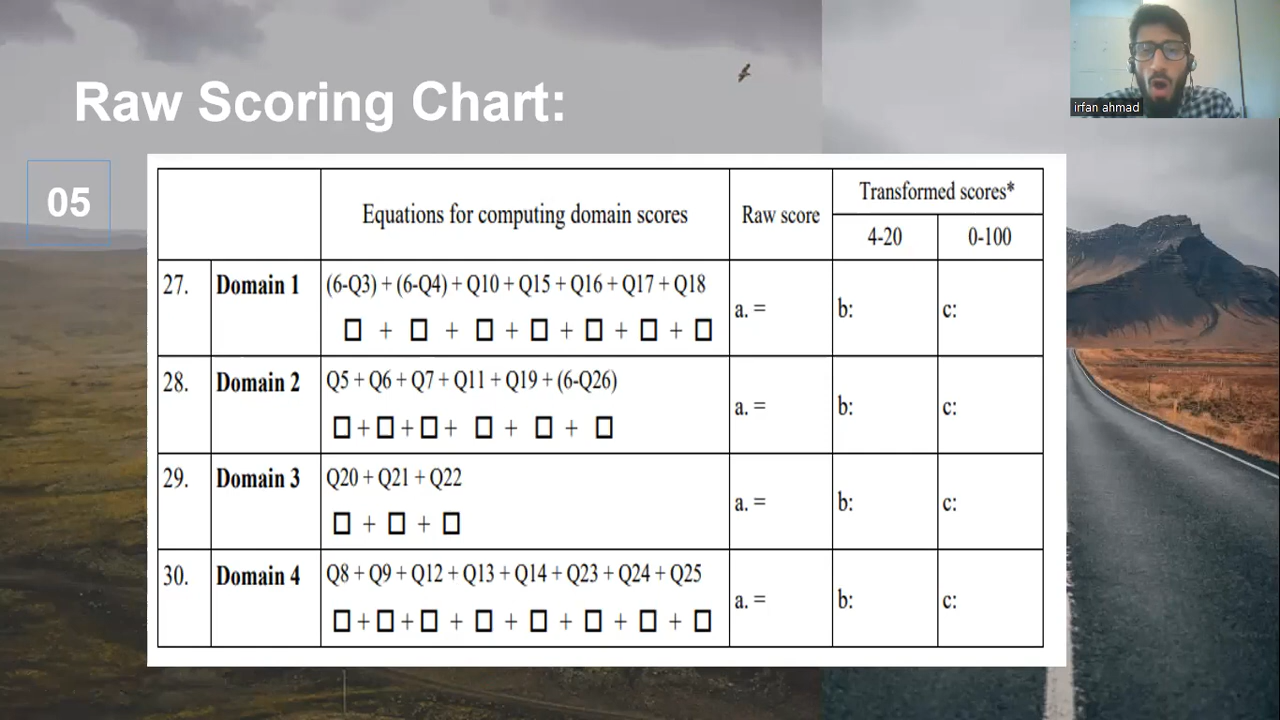 Raw Scoring Chart:
irfan ahmad
05
Equations for computing domain scores
Raw score
Transformed scores*
4-20
0-100
27.
Domain 1
(6-Q3) + (6-Q4) + Q10 + Q15 + Q16 + Q17 + Q18
☐ + ☐ + ☐ + ☐ + ☐ + ☐ + ☐
a. =
b:
c:
28.
Domain 2
Q5 + Q6 + Q7 + Q11 + Q19 + (6-Q26)
☐ + ☐ + ☐ + ☐ + ☐ + ☐
a. =
b:
c:
29.
Domain 3
Q20 + Q21 + Q22
☐ + ☐ + ☐
a. =
b:
c:
30.
Domain 4
Q8 + Q9 + Q12 + Q13 + Q14 + Q23 + Q24 + Q25
☐ + ☐ + ☐ + ☐ + ☐ + ☐ + ☐ + ☐
a. =
b:
c: